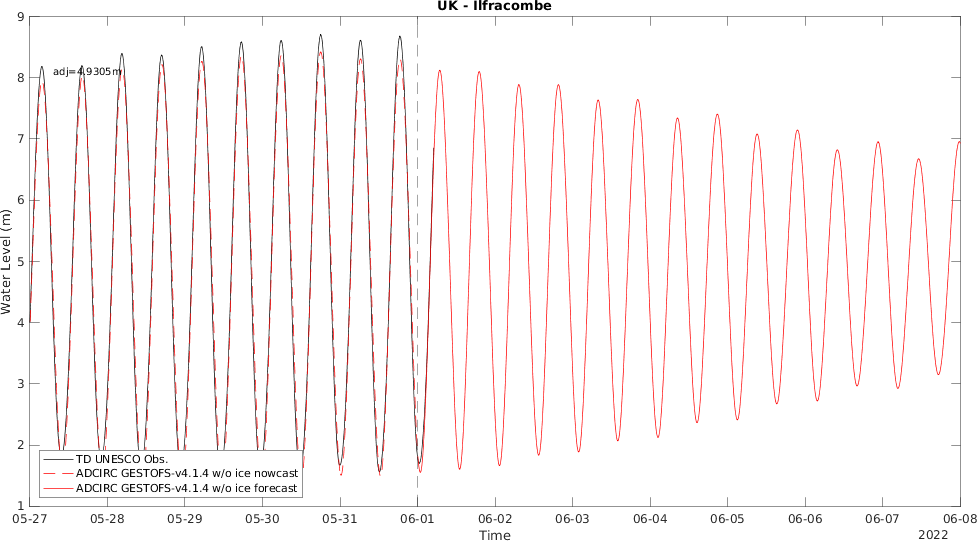 UK - Ilfracombe
9
8
7
6
5
4
3
2
1
Water Level (m)
adj=4.9305m
TD UNESCO Obs.
ADCIRC GESTOFS-v4.1.4 w/o ice nowcast
ADCIRC GESTOFS-v4.1.4 w/o ice forecast
05-27 05-28 05-29 05-30 05-31 06-01 06-02 06-03 06-04 06-05 06-06 06-07 06-08
Time
2022